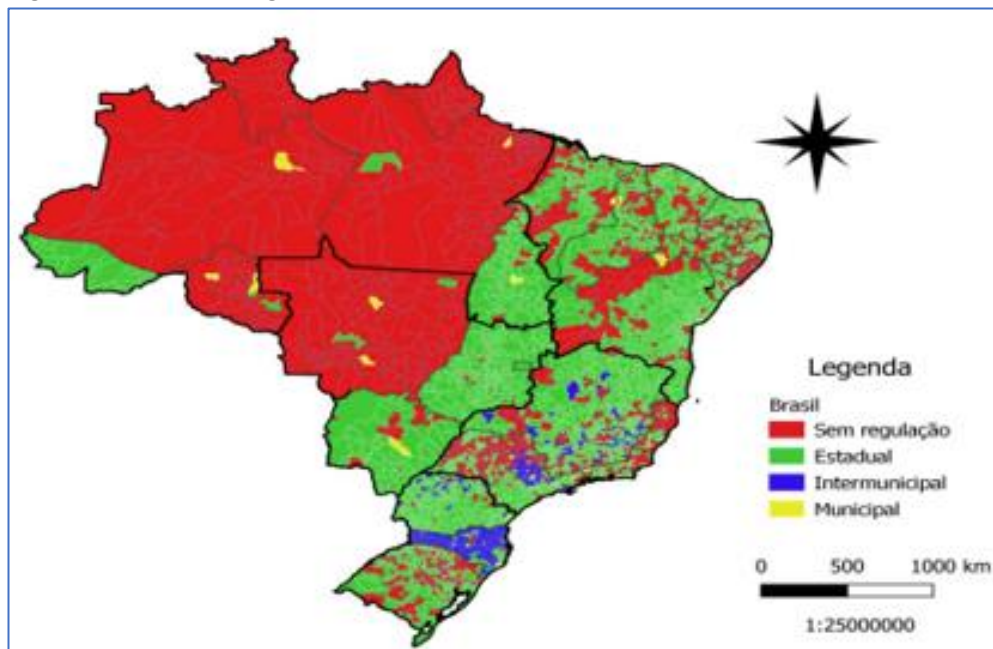 Legenda
Brasil
Sem regulação
Estadual
Intermunicipal
Municipal
0 500 1000 km
1:25000000